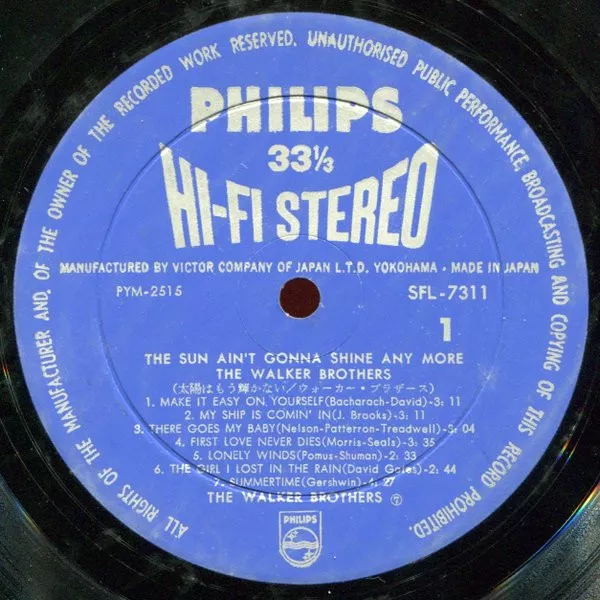 ALL RIGHTS OF THE MANUFACTURER AND, OF THE OWNER OF THE RECORDED WORK RESERVED. UNAUTHORISED PUBLIC PERFORMANCE, BROADCASTING AND COPYING OF THIS RECORD PROHIBITED.
PHILIPS
33⅓
HI-FI STEREO
MANUFACTURED BY VICTOR COMPANY OF JAPAN L.T.D. YOKOHAMA · MADE IN JAPAN
PYM-2515 SFL-7311
1
THE SUN AIN'T GONNA SHINE ANY MORE
THE WALKER BROTHERS
(太陽はもう輝かない/ウォーカー・ブラザース)
1. MAKE IT EASY ON YOURSELF(Bacharach-David)-3: 11
2. MY SHIP IS COMIN' IN(J. Brooks)-3: 11
3. THERE GOES MY BABY(Nelson-Patterron-Treadwell)-3: 04
4. FIRST LOVE NEVER DIES(Morris-Seals)-3: 35
5. LONELY WINDS(Pomus-Shuman)-2: 33
6. THE GIRL I LOST IN THE RAIN(David Gates)-2: 44
7. SUMMERTIME(Gershwin)-4: 27
THE WALKER BROTHERS Ⓣ
PHILIPS